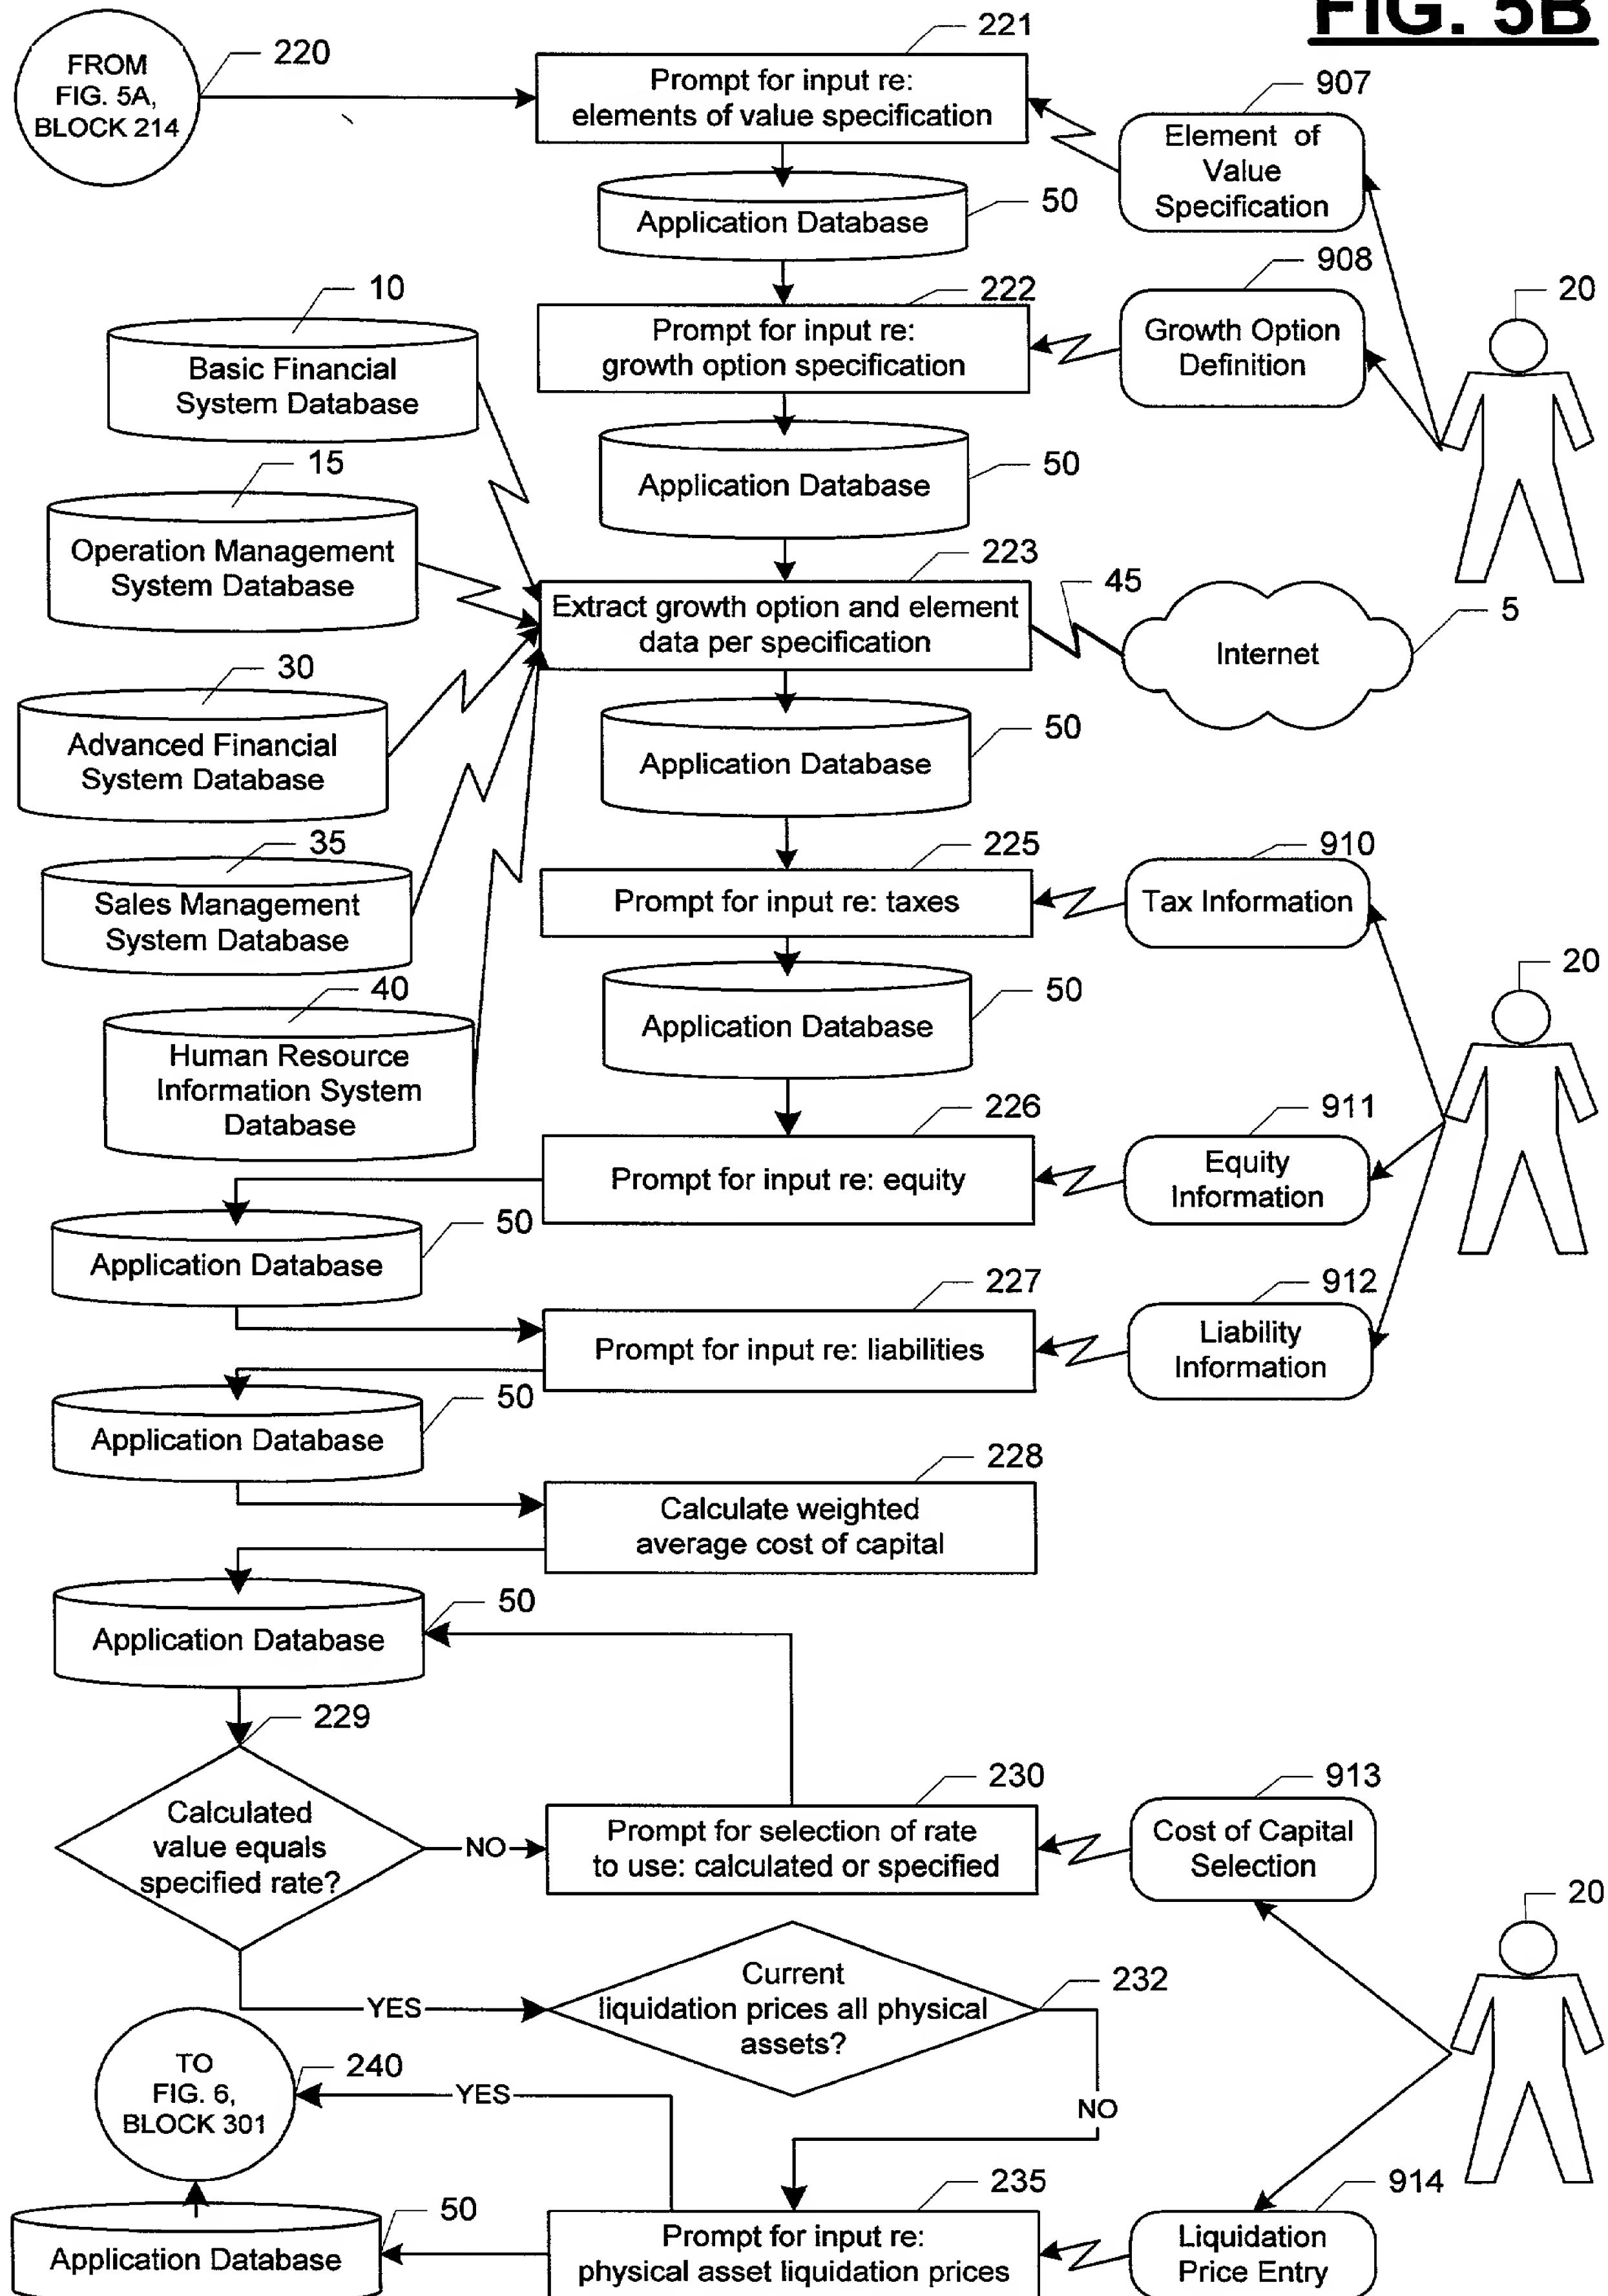 FIG. 5B
FROM
FIG. 5A,
BLOCK 214
220
221
Prompt for input re:
elements of value specification
907
Element of
Value
Specification
Application Database
50
908
222
Prompt for input re:
growth option specification
Growth Option
Definition
20
10
Basic Financial
System Database
Application Database
50
15
Operation Management
System Database
223
Extract growth option and element
data per specification
45
Internet
5
30
Advanced Financial
System Database
Application Database
50
35
Sales Management
System Database
225
Prompt for input re: taxes
910
Tax Information
20
40
Human Resource
Information System
Database
Application Database
50
226
Prompt for input re: equity
911
Equity
Information
Application Database
50
227
Prompt for input re: liabilities
912
Liability
Information
Application Database
50
228
Calculate weighted
average cost of capital
Application Database
50
229
Calculated
value equals
specified rate?
NO
230
Prompt for selection of rate
to use: calculated or specified
913
Cost of Capital
Selection
20
YES
Current
liquidation prices all physical
assets?
232
NO
TO
FIG. 6,
BLOCK 301
240
YES
235
Prompt for input re:
physical asset liquidation prices
914
Liquidation
Price Entry
Application Database
50